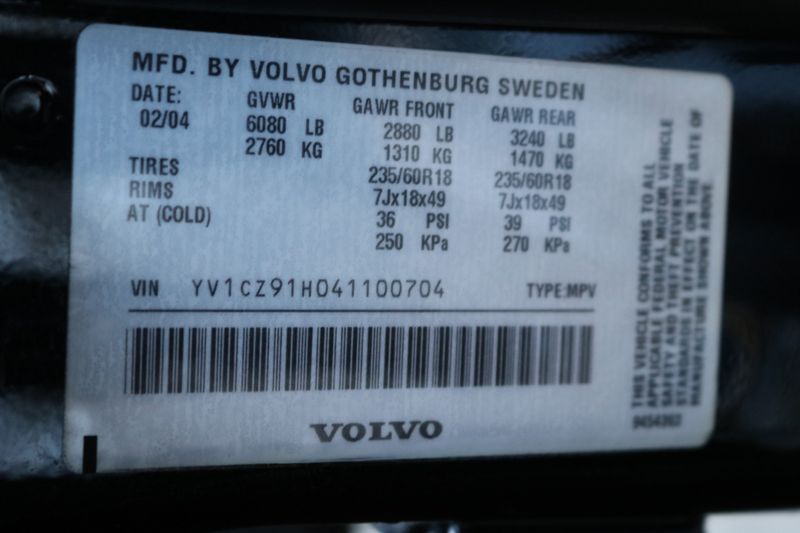 MFD. BY VOLVO GOTHENBURG SWEDEN
DATE: GVWR GAWR FRONT GAWR REAR
02/04 6080 LB 2880 LB 3240 LB
2760 KG 1310 KG 1470 KG
TIRES 235/60R18 235/60R18
RIMS 7Jx18x49 7Jx18x49
AT (COLD) 36 PSI 39 PSI
250 KPa 270 KPa
VIN YV1CZ91H041100704 TYPE:MPV
VOLVO
THIS VEHICLE CONFORMS TO ALL
APPLICABLE FEDERAL MOTOR VEHICLE
SAFETY AND THEFT PREVENTION
STANDARDS IN EFFECT ON THE DATE OF
MANUFACTURE SHOWN ABOVE.
9454363